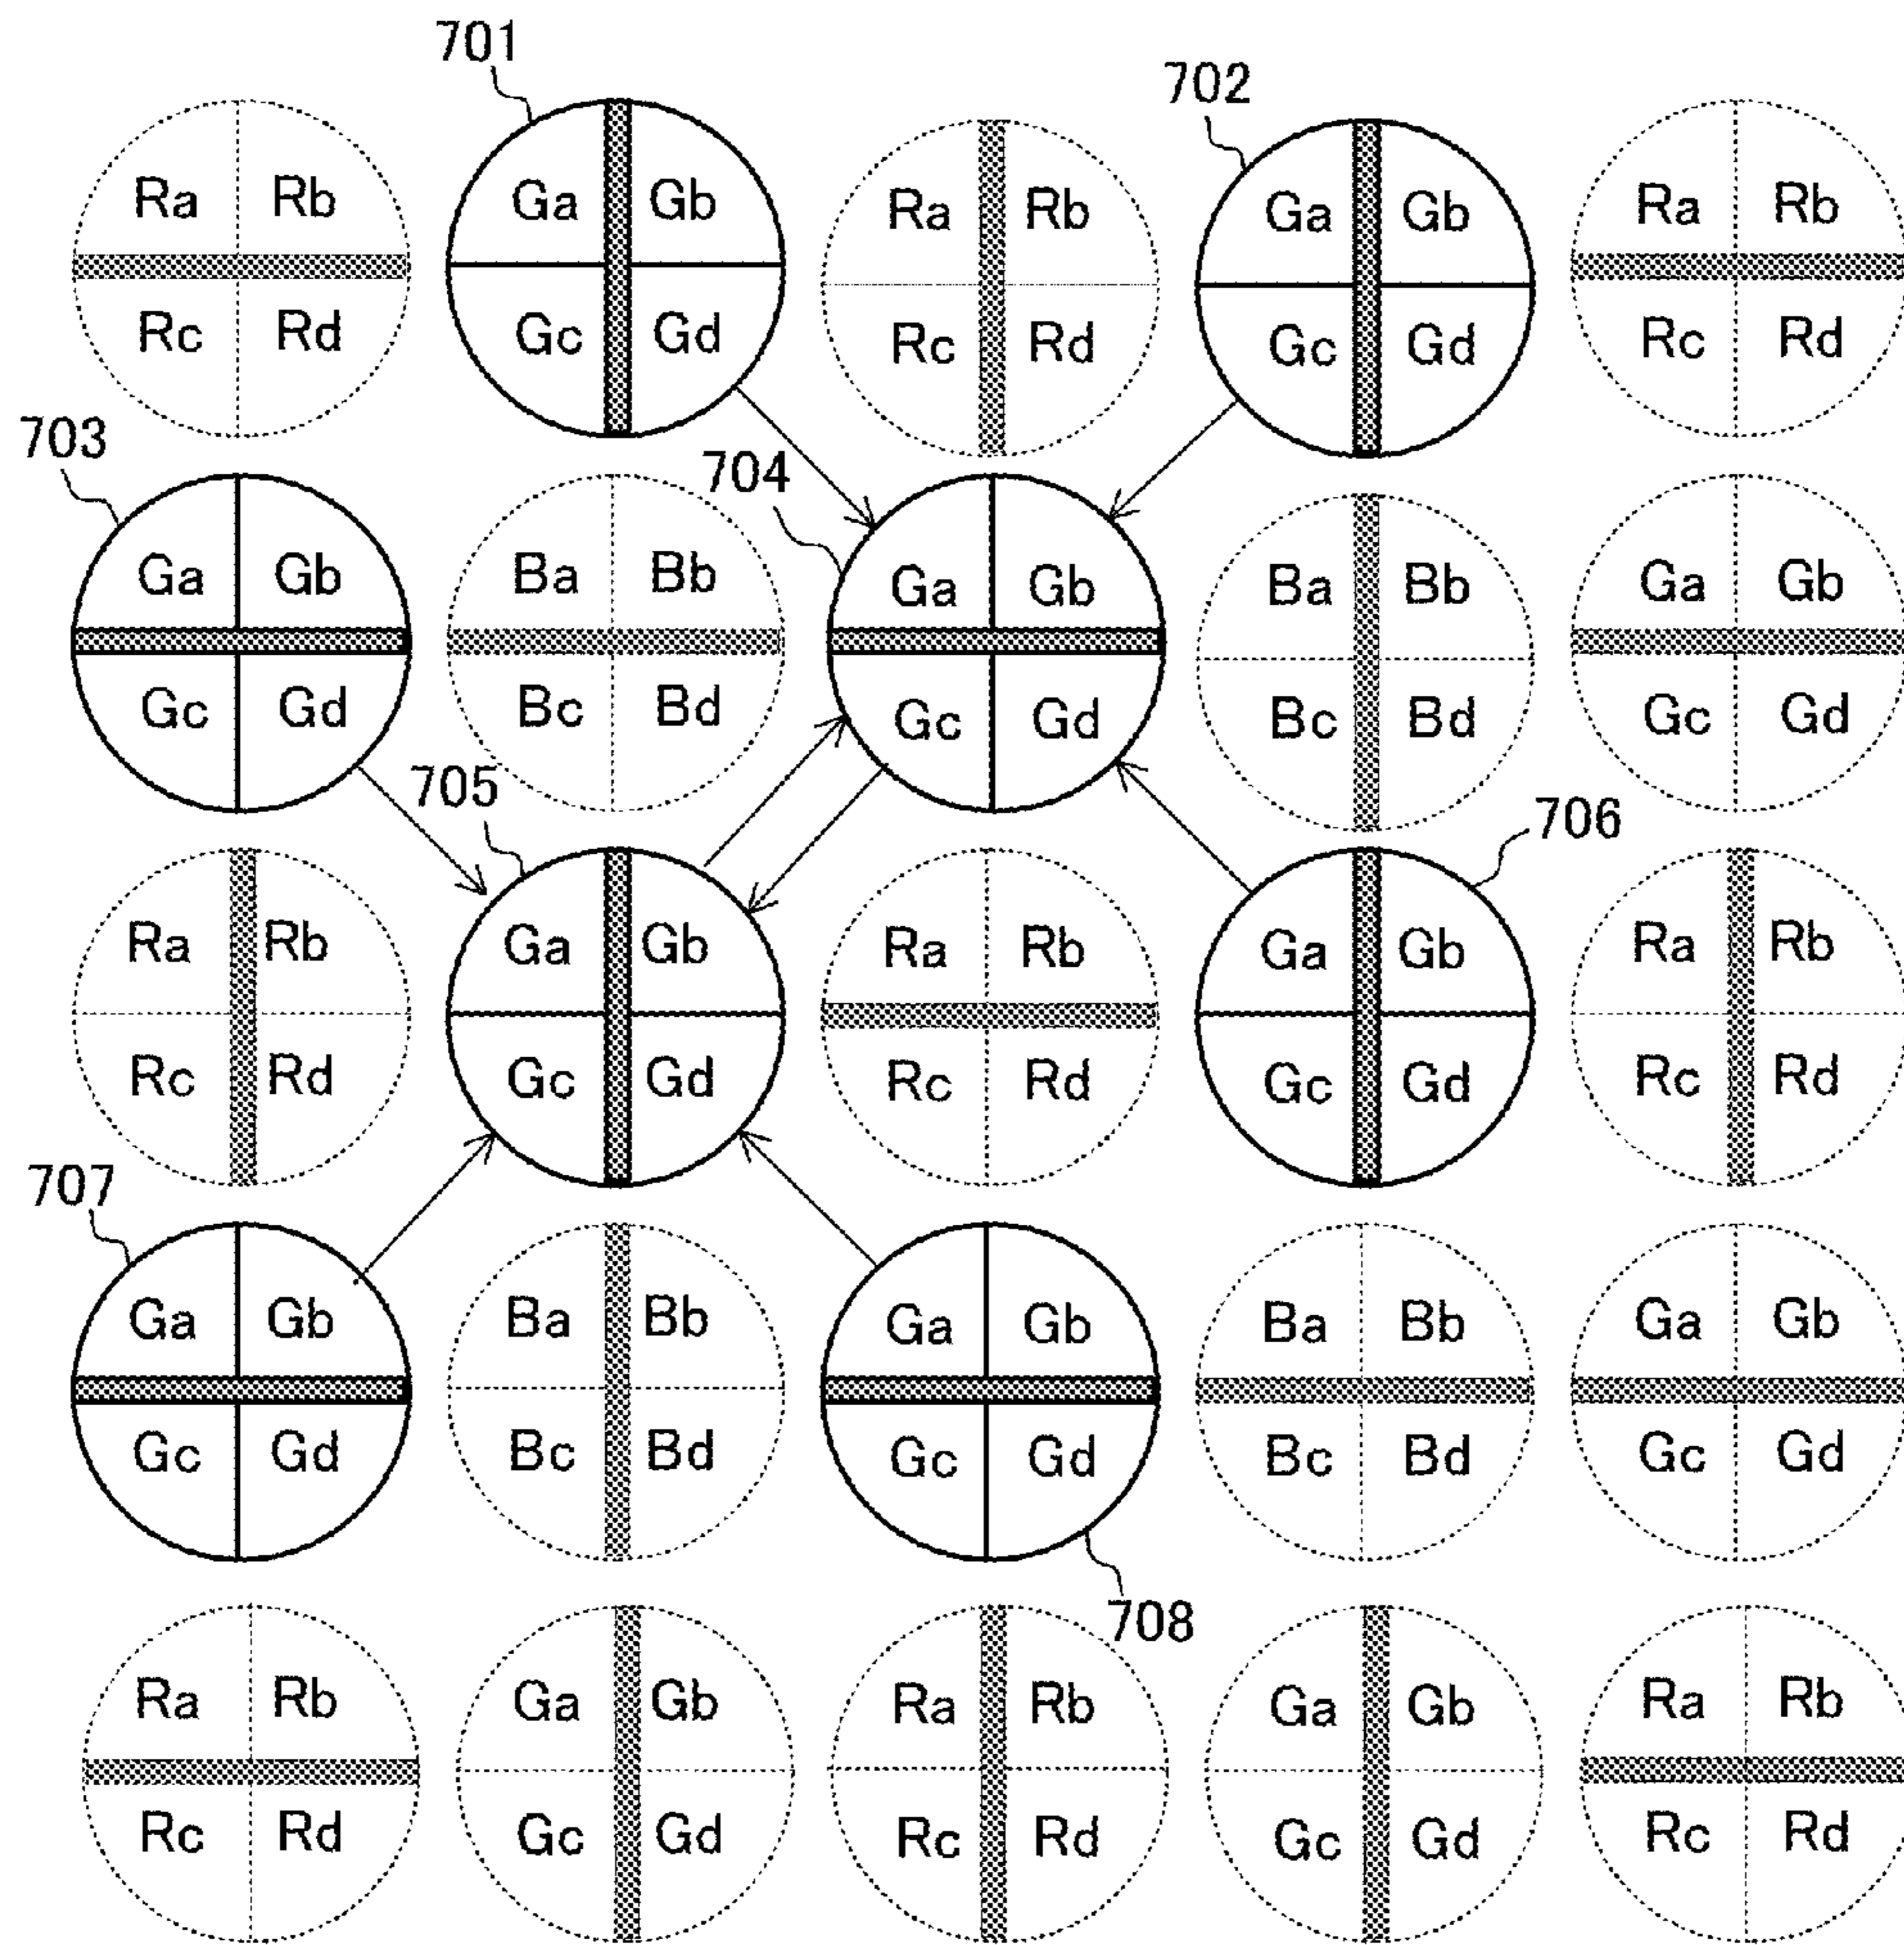 701
702
Ra Rb Ga Gb Ra Rb Ga Gb Ra Rb
Rc Rd Gc Gd Rc Rd Gc Gd Rc Rd
703
704
Ga Gb Ba Bb Ga Gb Ba Bb Ga Gb
Gc Gd Bc Bd Gc Gd Bc Bd Gc Gd
705
706
Ra Rb Ga Gb Ra Rb Ga Gb Ra Rb
Rc Rd Gc Gd Rc Rd Gc Gd Rc Rd
707
Ga Gb Ba Bb Ga Gb Ba Bb Ga Gb
Gc Gd Bc Bd Gc Gd Bc Bd Gc Gd
708
Ra Rb Ga Gb Ra Rb Ga Gb Ra Rb
Rc Rd Gc Gd Rc Rd Gc Gd Rc Rd